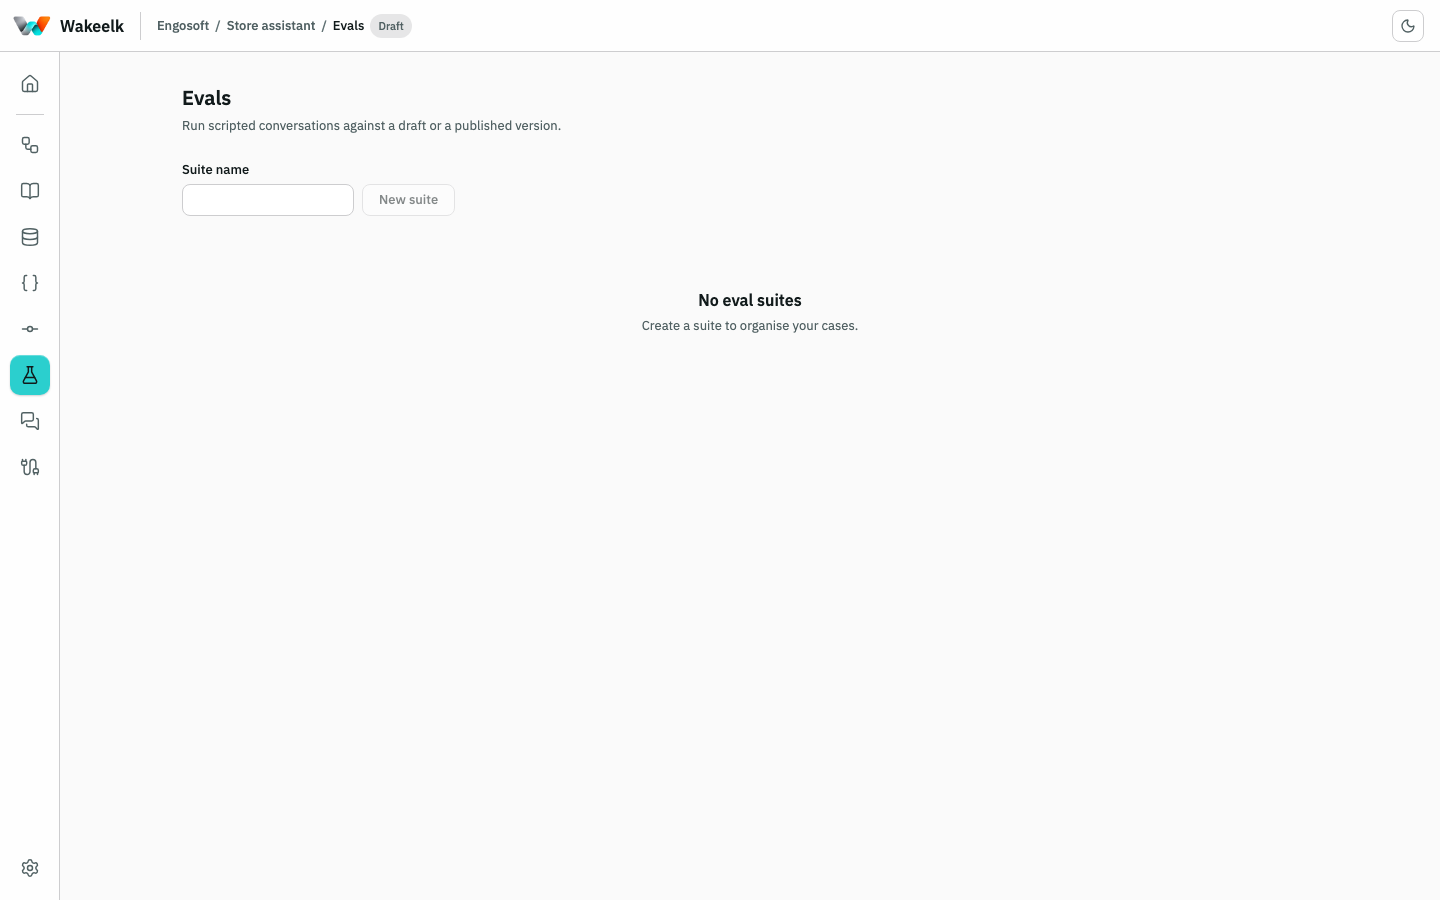 Wakeelk
Engosoft / Store assistant / Evals Draft
Evals
Run scripted conversations against a draft or a published version.
Suite name
New suite
No eval suites
Create a suite to organise your cases.